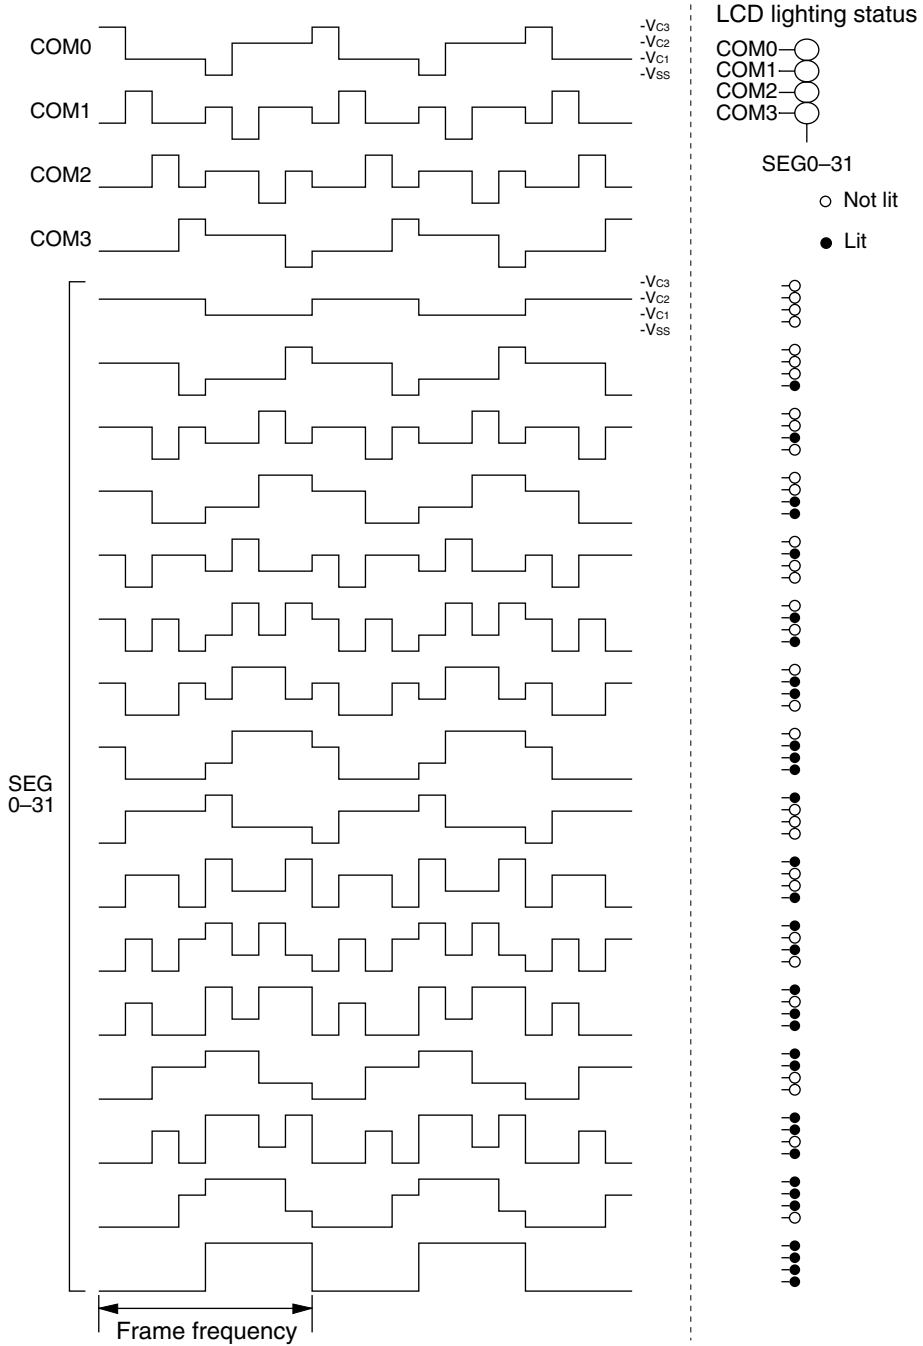 COM0
COM1
COM2
COM3
-VC3
-VC2
-VC1
-VSS
-VC3
-VC2
-VC1
-VSS
SEG
0–31
Frame frequency
LCD lighting status
COM0
COM1
COM2
COM3
SEG0–31
Not lit
Lit